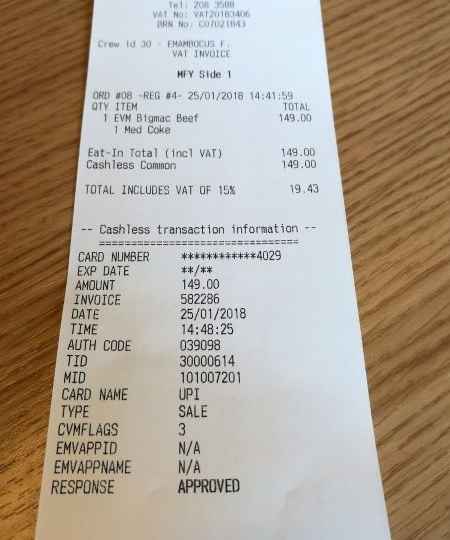 Tel: 208 3588
VAT No: VAT20183406
BRN No: C07021843
Crew Id 30 - EMAMBOCUS F.
VAT INVOICE
MFY Side 1
ORD #08 -REG #4- 25/01/2018 14:41:59
QTY ITEM TOTAL
1 EVM Bigmac Beef 149.00
1 Med Coke
Eat-In Total (incl VAT) 149.00
Cashless Common 149.00
TOTAL INCLUDES VAT OF 15% 19.43
-- Cashless transaction information --
================================
CARD NUMBER ************4029
EXP DATE **/**
AMOUNT 149.00
INVOICE 582286
DATE 25/01/2018
TIME 14:48:25
AUTH CODE 039098
TID 30000614
MID 101007201
CARD NAME UPI
TYPE SALE
CVMFLAGS 3
EMVAPPID N/A
EMVAPPNAME N/A
RESPONSE APPROVED